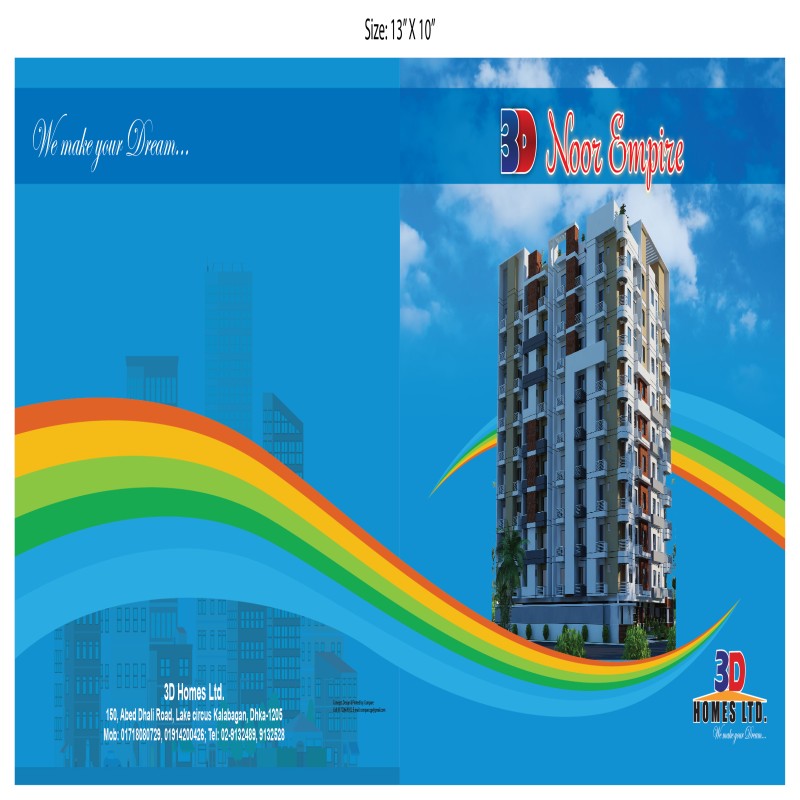 Size: 13" X 10"
We make your Dream...
3D Noor Empire
3D Homes Ltd.
150, Abed Dhali Road, Lake circus Kalabagan, Dhka-1205
Mob: 01718080729, 01914200426; Tel: 02-9132489, 9132528
3D
HOMES LTD.
We make your Dream...